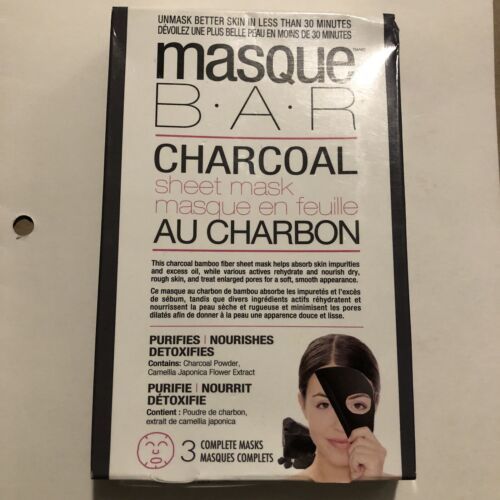 UNMASK BETTER SKIN IN LESS THAN 30 MINUTES
DÉVOILEZ UNE PLUS BELLE PEAU EN MOINS DE 30 MINUTES
masque
B·A·R
CHARCOAL
sheet mask
masque en feuille
AU CHARBON
This charcoal bamboo fiber sheet mask helps absorb skin impurities
and excess oil, while various actives rehydrate and nourish dry,
rough skin, and treat enlarged pores for a soft, smooth appearance.
Ce masque au charbon de bambou absorbe les impuretés et l'excès
de sébum, tandis que divers ingrédients actifs réhydratent et
nourrissent la peau sèche et rugueuse et minimisent les pores
dilatés afin de donner à la peau une apparence douce et lisse.
PURIFIES | NOURISHES
DETOXIFIES
Contains: Charcoal Powder,
Camellia Japonica Flower Extract
PURIFIE | NOURRIT
DÉTOXIFIE
Contient : Poudre de charbon,
extrait de camellia japonica
3 COMPLETE MASKS
MASQUES COMPLETS